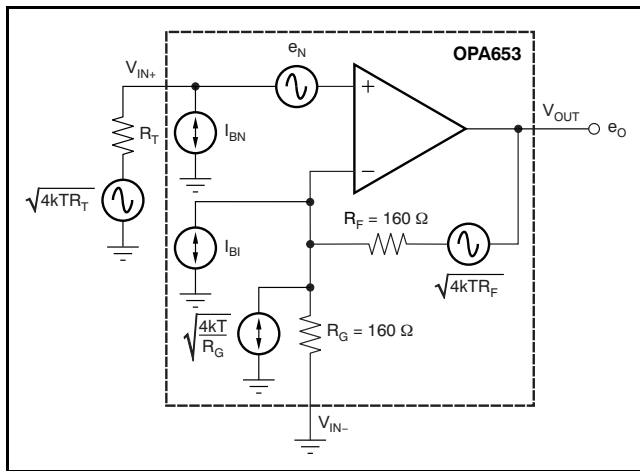 OPA653
e_N
V_IN+
+
R_T
I_BN
V_OUT
e_O
−
√4kTR_T
R_F = 160 Ω
I_BI
√4kTR_F
√4kT/R_G
R_G = 160 Ω
V_IN−